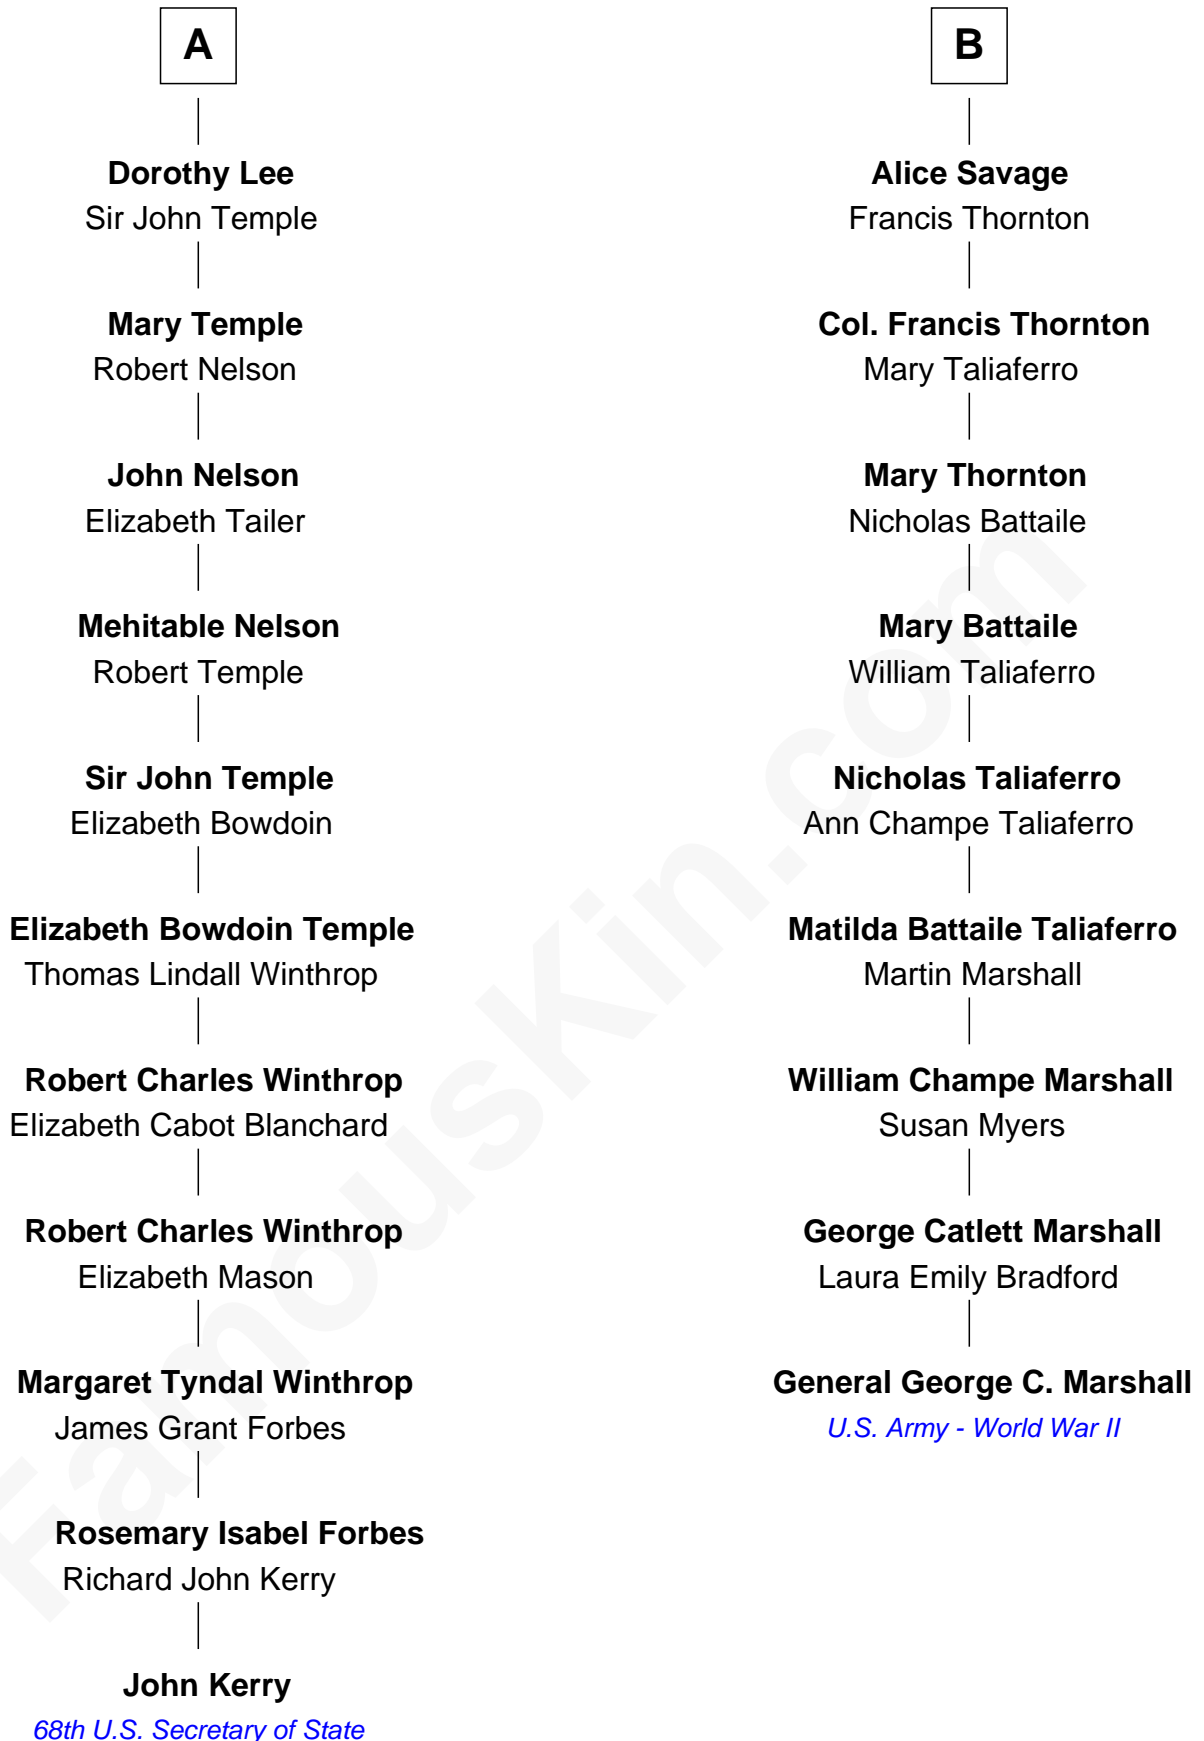 A
Dorothy Lee
Sir John Temple
Mary Temple
Robert Nelson
John Nelson
Elizabeth Tailer
Mehitable Nelson
Robert Temple
Sir John Temple
Elizabeth Bowdoin
Elizabeth Bowdoin Temple
Thomas Lindall Winthrop
Robert Charles Winthrop
Elizabeth Cabot Blanchard
Robert Charles Winthrop
Elizabeth Mason
Margaret Tyndal Winthrop
James Grant Forbes
Rosemary Isabel Forbes
Richard John Kerry
John Kerry
68th U.S. Secretary of State
B
Alice Savage
Francis Thornton
Col. Francis Thornton
Mary Taliaferro
Mary Thornton
Nicholas Battaile
Mary Battaile
William Taliaferro
Nicholas Taliaferro
Ann Champe Taliaferro
Matilda Battaile Taliaferro
Martin Marshall
William Champe Marshall
Susan Myers
George Catlett Marshall
Laura Emily Bradford
General George C. Marshall
U.S. Army - World War II
FamousKin.com